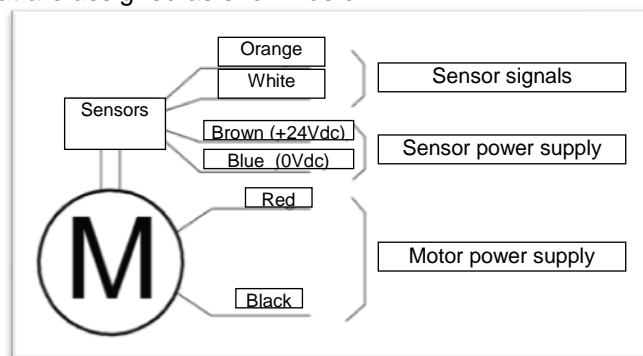 Orange
White
Sensor signals
Sensors
Brown (+24Vdc)
Blue (0Vdc)
Sensor power supply
Red
M
Motor power supply
Black